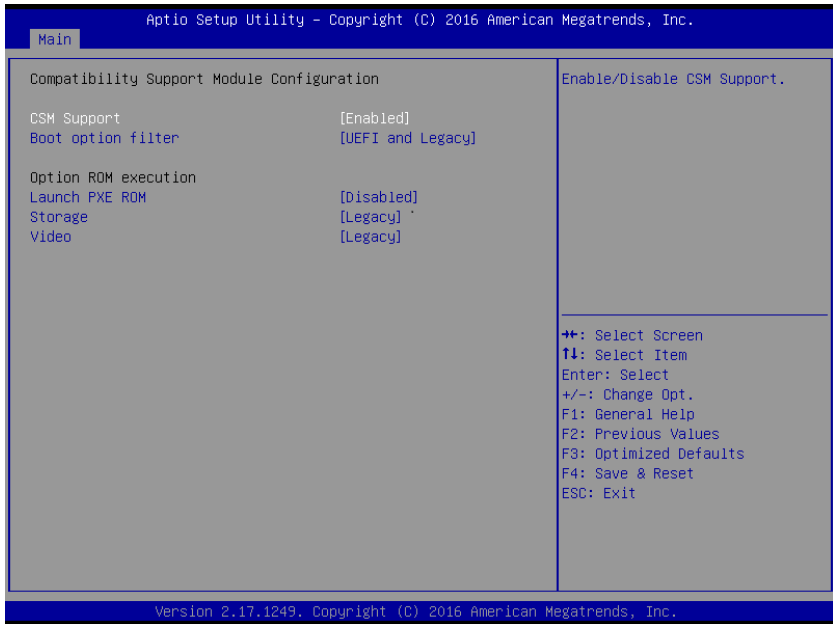 Aptio Setup Utility – Copyright (C) 2016 American Megatrends, Inc.
Main
Compatibility Support Module Configuration
CSM Support [Enabled]
Boot option filter [UEFI and Legacy]
Option ROM execution
Launch PXE ROM [Disabled]
Storage [Legacy]
Video [Legacy]
Enable/Disable CSM Support.
→←: Select Screen
↑↓: Select Item
Enter: Select
+/-: Change Opt.
F1: General Help
F2: Previous Values
F3: Optimized Defaults
F4: Save & Reset
ESC: Exit
Version 2.17.1249. Copyright (C) 2016 American Megatrends, Inc.